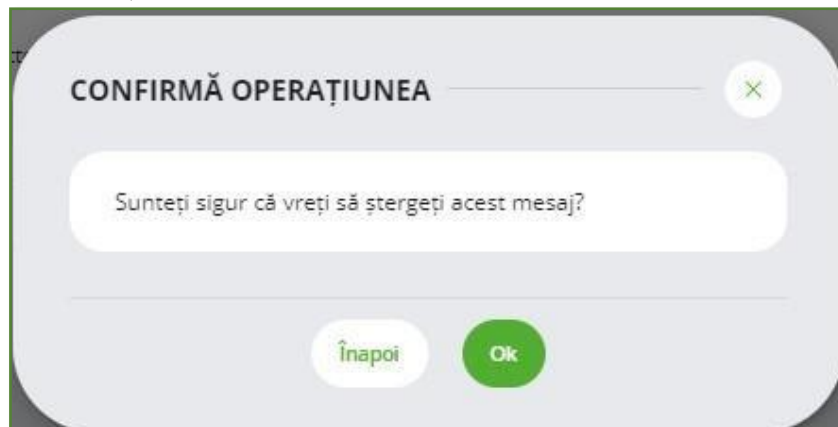 CONFIRMĂ OPERAȚIUNEA
Sunteți sigur că vreți să ștergeți acest mesaj?
Înapoi
Ok